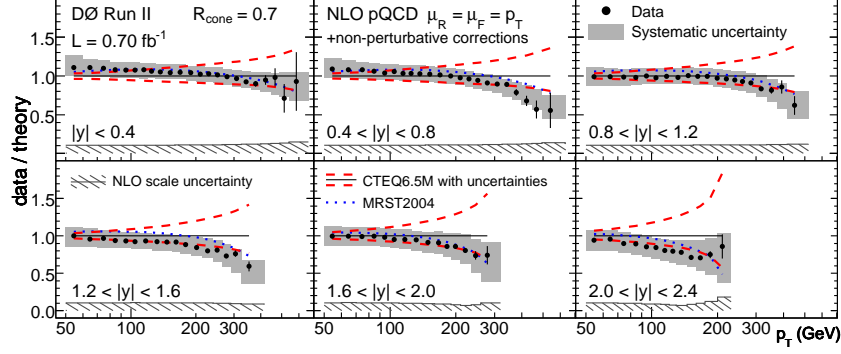 DØ Run II R_cone = 0.7
L = 0.70 fb⁻¹
NLO pQCD μ_R = μ_F = p_T
+non-perturbative corrections
Data
Systematic uncertainty
1.5
1.0
0.5
|y| < 0.4
0.4 < |y| < 0.8
0.8 < |y| < 1.2
data / theory
NLO scale uncertainty
CTEQ6.5M with uncertainties
MRST2004
1.5
1.0
0.5
0.0
1.2 < |y| < 1.6
1.6 < |y| < 2.0
2.0 < |y| < 2.4
50 100 200 300
50 100 200 300
50 100 200 300
p_T (GeV)